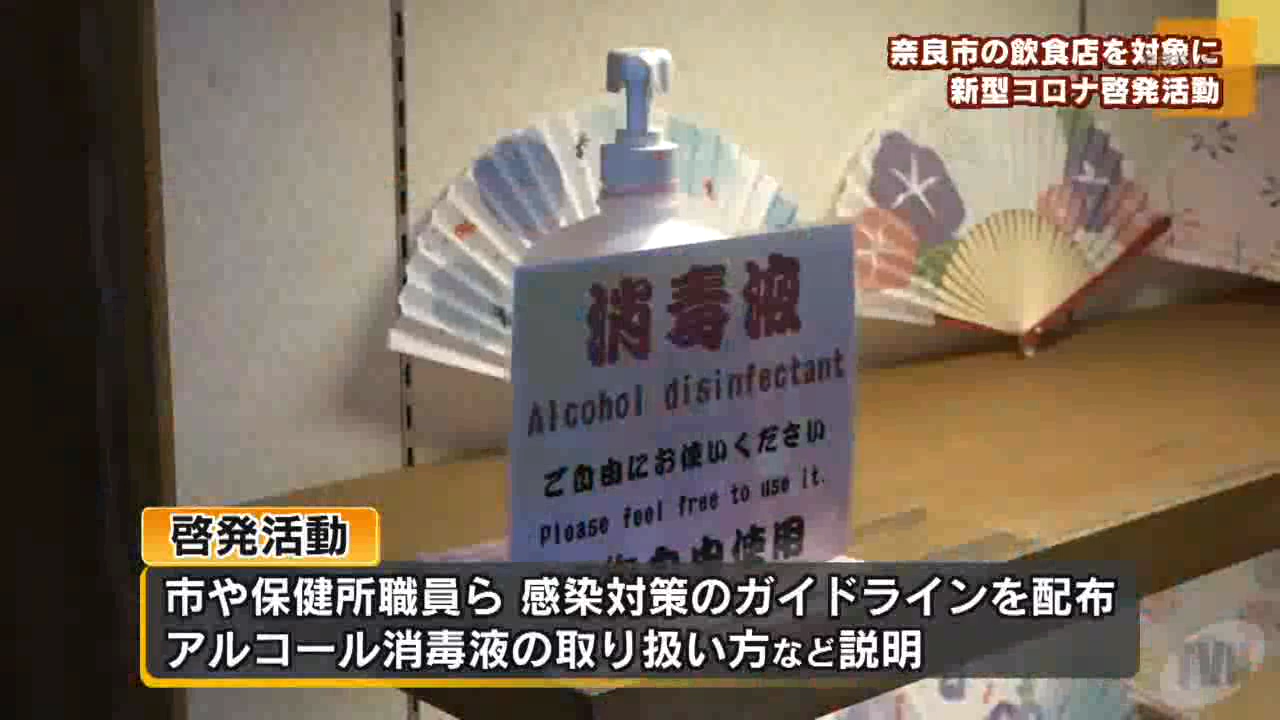 奈良市の飲食店を対象に
新型コロナ啓発活動
消毒液
Alcohol disinfectant
ご自由にお使いください
Please feel free to use it.
自由使用
啓発活動
市や保健所職員ら 感染対策のガイドラインを配布
アルコール消毒液の取り扱い方など説明